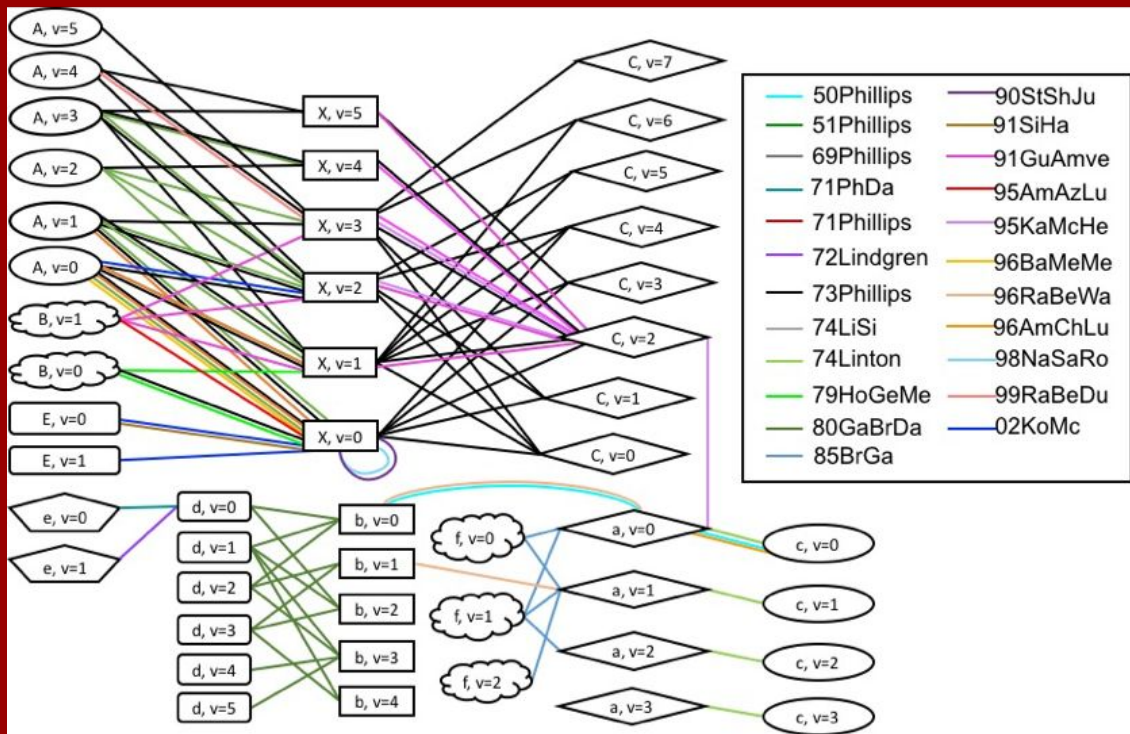 A, v=5
A, v=4
A, v=3
A, v=2
A, v=1
A, v=0
B, v=1
B, v=0
E, v=0
E, v=1
e, v=0
e, v=1
X, v=5
X, v=4
X, v=3
X, v=2
X, v=1
X, v=0
C, v=7
C, v=6
C, v=5
C, v=4
C, v=3
C, v=2
C, v=1
C, v=0
d, v=0
d, v=1
d, v=2
d, v=3
d, v=4
d, v=5
b, v=0
b, v=1
b, v=2
b, v=3
b, v=4
f, v=0
f, v=1
f, v=2
a, v=0
a, v=1
a, v=2
a, v=3
c, v=0
c, v=1
c, v=2
c, v=3
50Phillips
51Phillips
69Phillips
71PhDa
71Phillips
72Lindgren
73Phillips
74LiSi
74Linton
79HoGeMe
80GaBrDa
85BrGa
90StShJu
91SiHa
91GuAmve
95AmAzLu
95KaMcHe
96BaMeMe
96RaBeWa
96AmChLu
98NaSaRo
99RaBeDu
02KoMc